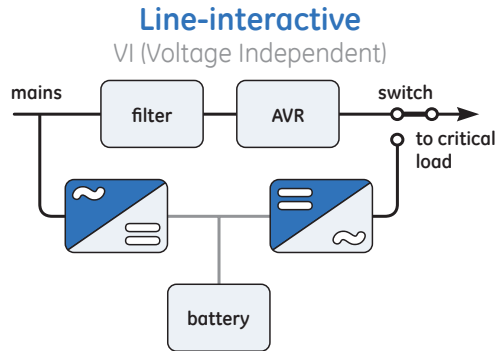 Line-interactive
VI (Voltage Independent)
mains
switch
filter
AVR
to critical
load
battery